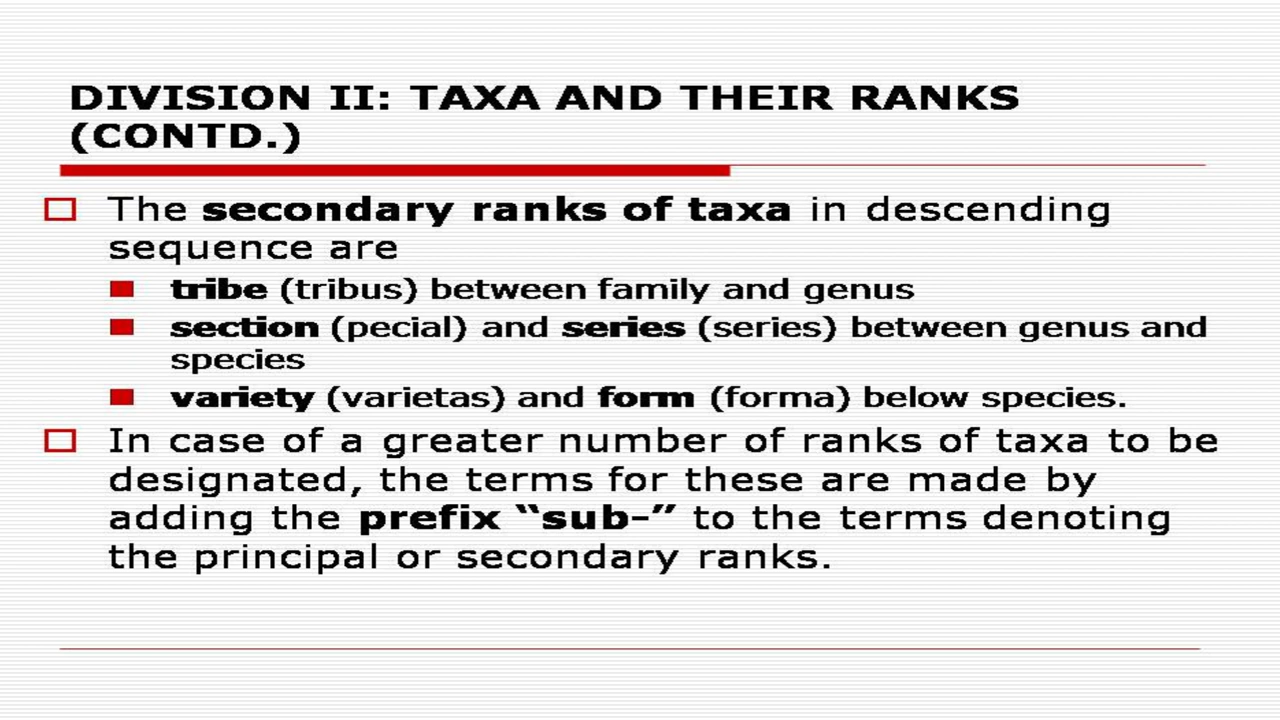 DIVISION II: TAXA AND THEIR RANKS
(CONTD.)
The secondary ranks of taxa in descending
sequence are
tribe (tribus) between family and genus
section (pecial) and series (series) between genus and
species
variety (varietas) and form (forma) below species.
In case of a greater number of ranks of taxa to be
designated, the terms for these are made by
adding the prefix “sub-” to the terms denoting
the principal or secondary ranks.